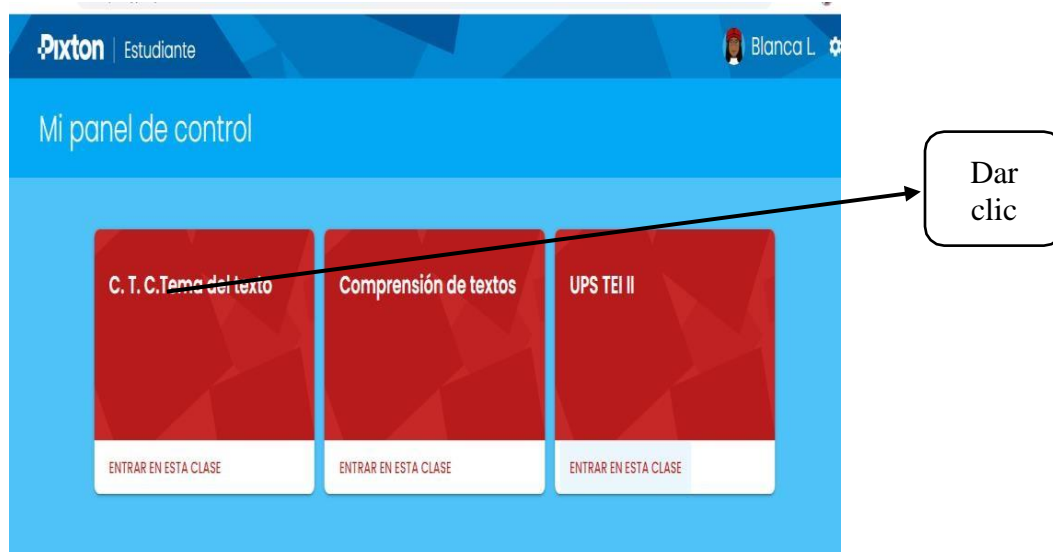 Pixton | Estudiante
Blanca L
Mi panel de control
Dar
clic
C. T. C.Tema del texto
Comprensión de textos
UPS TEI II
ENTRAR EN ESTA CLASE
ENTRAR EN ESTA CLASE
ENTRAR EN ESTA CLASE